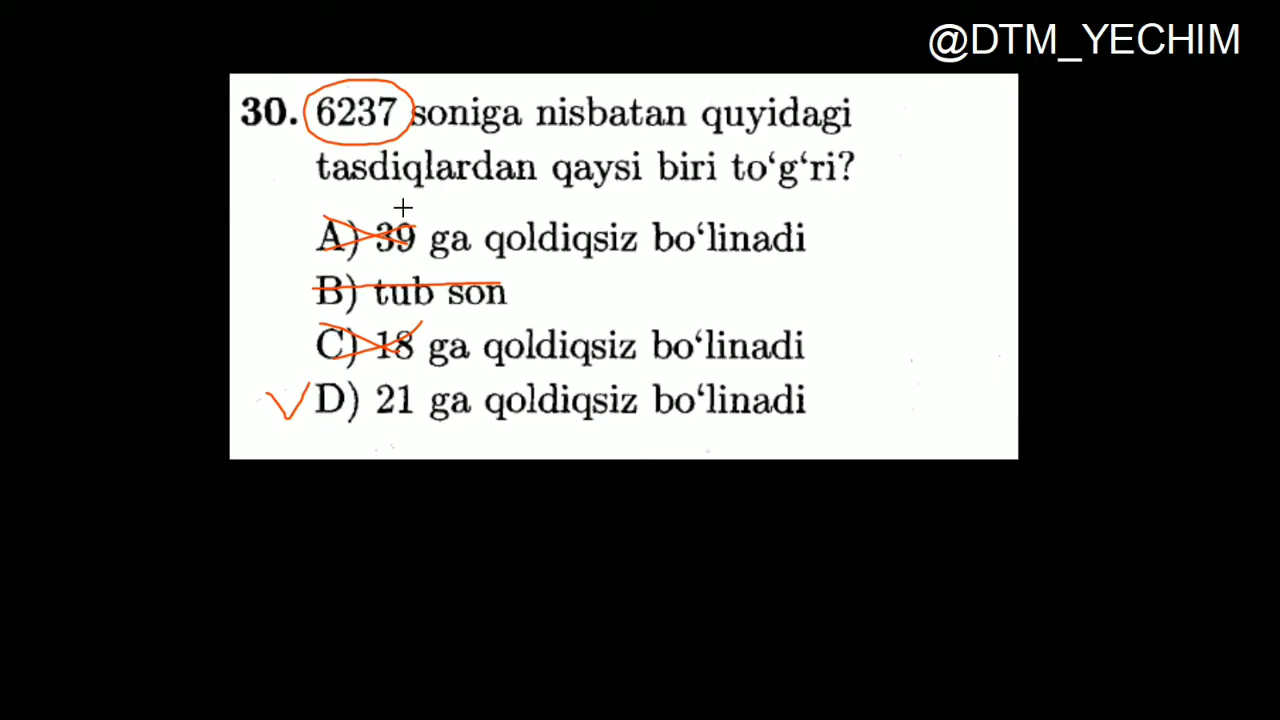 @DTM_YECHIM
30. 6237 soniga nisbatan quyidagi
tasdiqlardan qaysi biri to‘g‘ri?
A) 39 ga qoldiqsiz bo‘linadi
B) tub son
C) 18 ga qoldiqsiz bo‘linadi
D) 21 ga qoldiqsiz bo‘linadi